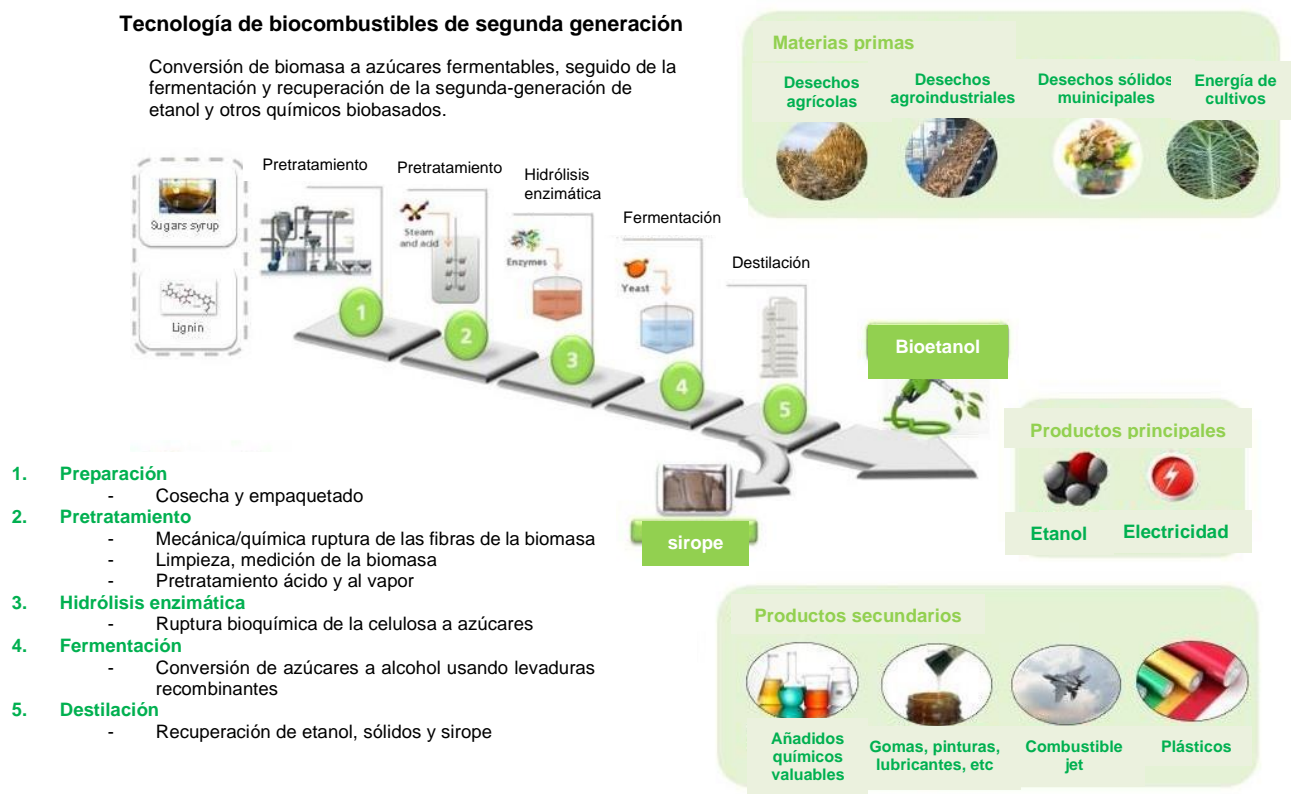 Tecnología de biocombustibles de segunda generación
Conversión de biomasa a azúcares fermentables, seguido de la
fermentación y recuperación de la segunda-generación de
etanol y otros químicos biobasados.
Materias primas
Desechos
agrícolas
Desechos
agroindustriales
Desechos sólidos
muinicipales
Energía de
cultivos
Sugars syrup
Lignin
Pretratamiento
Pretratamiento
Hidrólisis
enzimática
Fermentación
Destilación
Steam
and acid
Enzymes
Yeast
1
2
3
4
5
Bioetanol
sirope
Productos principales
Etanol
Electricidad
1. Preparación
- Cosecha y empaquetado
2. Pretratamiento
- Mecánica/química ruptura de las fibras de la biomasa
- Limpieza, medición de la biomasa
- Pretratamiento ácido y al vapor
3. Hidrólisis enzimática
- Ruptura bioquímica de la celulosa a azúcares
4. Fermentación
- Conversión de azúcares a alcohol usando levaduras
recombinantes
5. Destilación
- Recuperación de etanol, sólidos y sirope
Productos secundarios
Añadidos
químicos
valuables
Gomas, pinturas,
lubricantes, etc
Combustible
jet
Plásticos